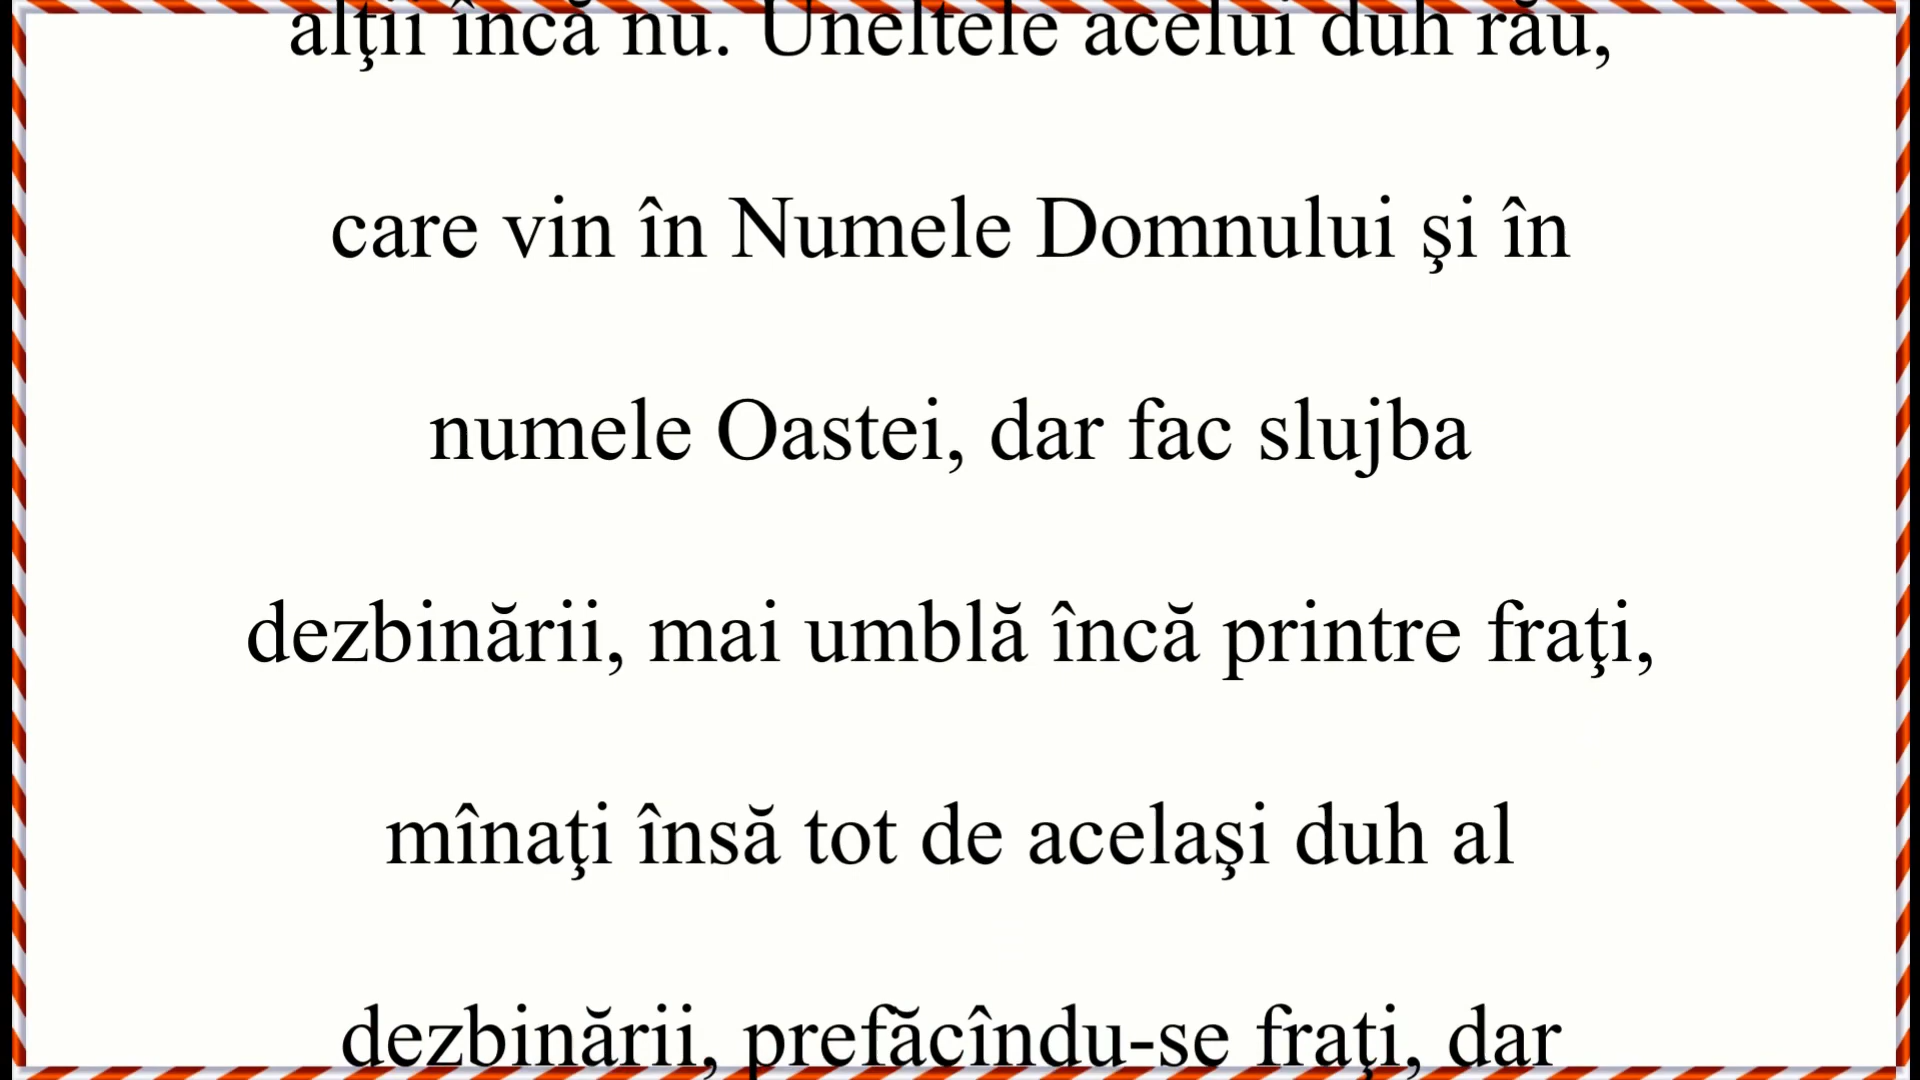 alţii încă nu. Uneltele acelui duh rău,
care vin în Numele Domnului şi în
numele Oastei, dar fac slujba
dezbinării, mai umblă încă printre fraţi,
mînaţi însă tot de acelaşi duh al
dezbinării, prefăcîndu-se fraţi, dar